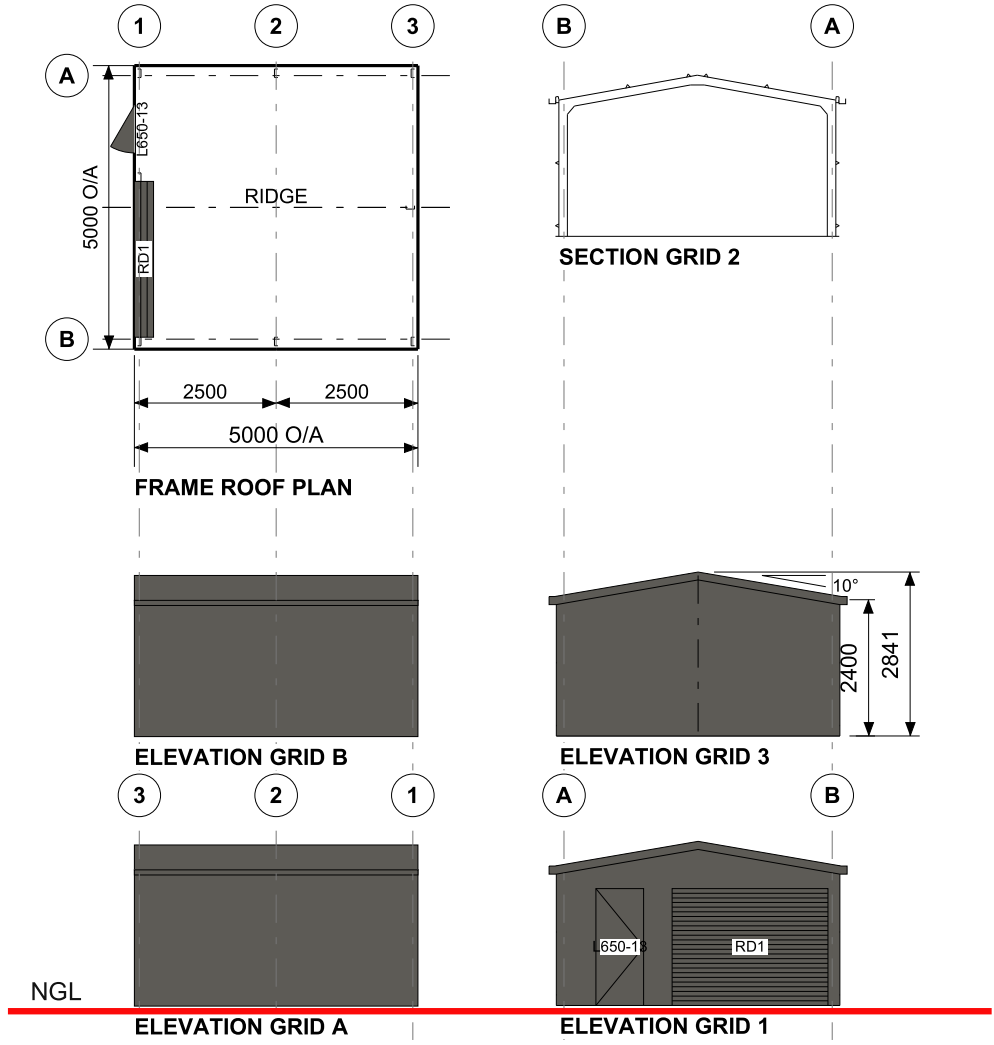 1 2 3 B A
A
L650-13
5000 O/A
RIDGE
RD1
SECTION GRID 2
B
2500 2500
5000 O/A
FRAME ROOF PLAN
10°
2400
2841
ELEVATION GRID B ELEVATION GRID 3
3 2 1 A B
L650-13 RD1
NGL
ELEVATION GRID A ELEVATION GRID 1